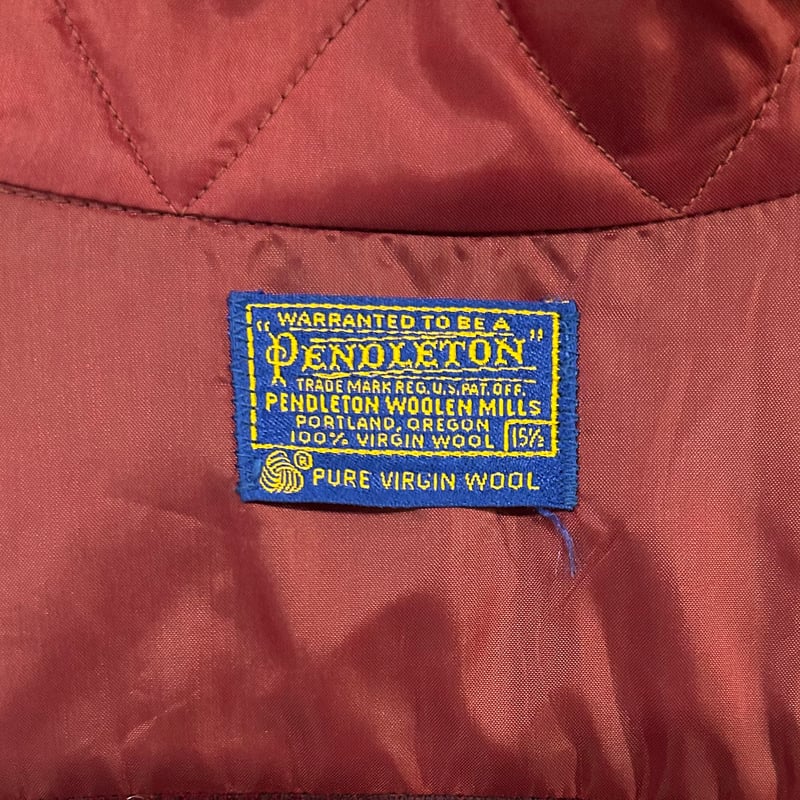 WARRANTED TO BE A
"PENDLETON"
TRADE MARK REG. U.S. PAT. OFF.
PENDLETON WOOLEN MILLS
PORTLAND, OREGON
100% VIRGIN WOOL 15½
® PURE VIRGIN WOOL